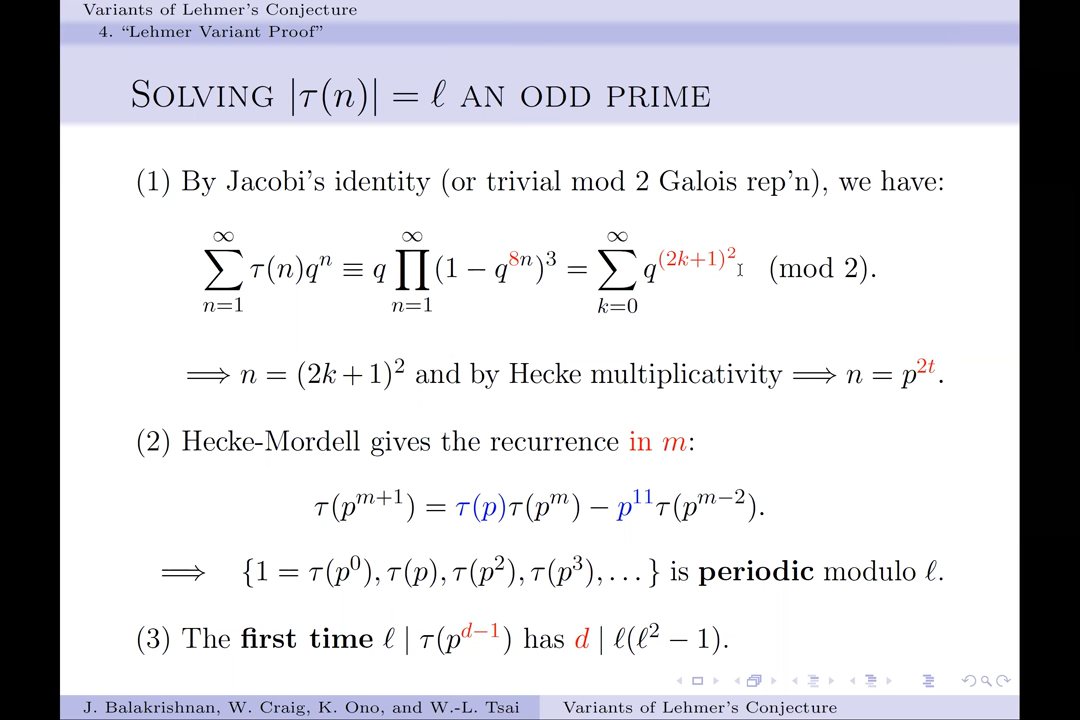 Variants of Lehmer's Conjecture
4. "Lehmer Variant Proof"
SOLVING |τ(n)| = ℓ AN ODD PRIME
(1) By Jacobi's identity (or trivial mod 2 Galois rep'n), we have:
∑_{n=1}^{∞} τ(n)q^n ≡ q ∏_{n=1}^{∞} (1 − q^{8n})^3 = ∑_{k=0}^{∞} q^{(2k+1)^2} (mod 2).
⟹ n = (2k+1)^2 and by Hecke multiplicativity ⟹ n = p^{2t}.
(2) Hecke-Mordell gives the recurrence in m:
τ(p^{m+1}) = τ(p)τ(p^m) − p^{11}τ(p^{m−2}).
⟹ {1 = τ(p^0), τ(p), τ(p^2), τ(p^3), . . . } is periodic modulo ℓ.
(3) The first time ℓ | τ(p^{d−1}) has d | ℓ(ℓ^2 − 1).
J. Balakrishnan, W. Craig, K. Ono, and W.-L. Tsai Variants of Lehmer's Conjecture